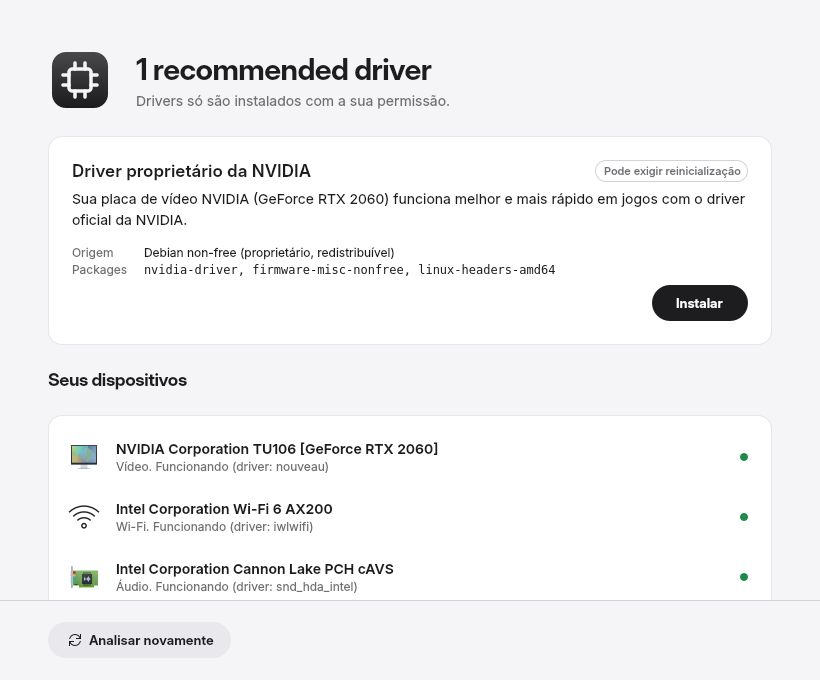 1 recommended driver
Drivers só são instalados com a sua permissão.
Driver proprietário da NVIDIA
Pode exigir reinicialização
Sua placa de vídeo NVIDIA (GeForce RTX 2060) funciona melhor e mais rápido em jogos com o driver
oficial da NVIDIA.
Origem Debian non-free (proprietário, redistribuível)
Packages nvidia-driver, firmware-misc-nonfree, linux-headers-amd64
Instalar
Seus dispositivos
NVIDIA Corporation TU106 [GeForce RTX 2060]
Vídeo. Funcionando (driver: nouveau)
Intel Corporation Wi-Fi 6 AX200
Wi-Fi. Funcionando (driver: iwlwifi)
Intel Corporation Cannon Lake PCH cAVS
Áudio. Funcionando (driver: snd_hda_intel)
Analisar novamente